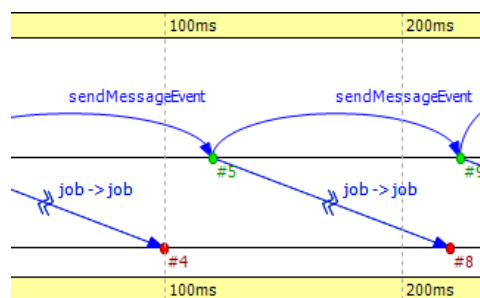 100ms 200ms
sendMessageEvent sendMessageEvent
#5 #9
job->job job->job
#4 #8
100ms 200ms